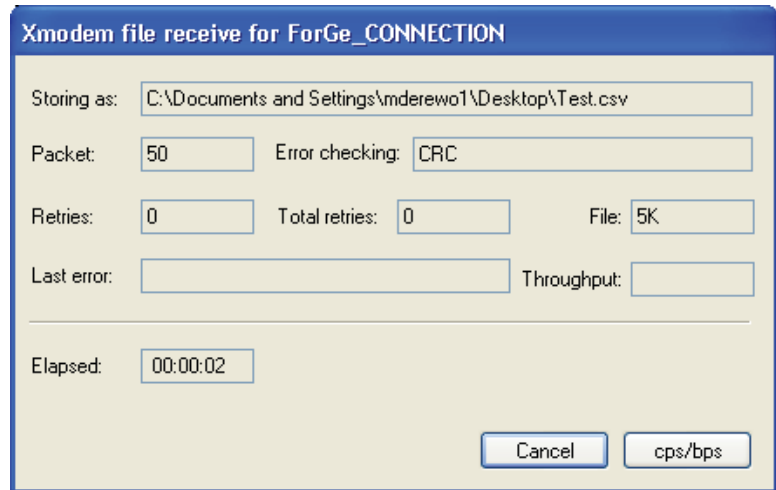 Xmodem file receive for ForGe_CONNECTION
Storing as: C:\Documents and Settings\mderewo1\Desktop\Test.csv
Packet: 50 Error checking: CRC
Retries: 0 Total retries: 0 File: 5K
Last error: Throughput:
Elapsed: 00:00:02
Cancel cps/bps